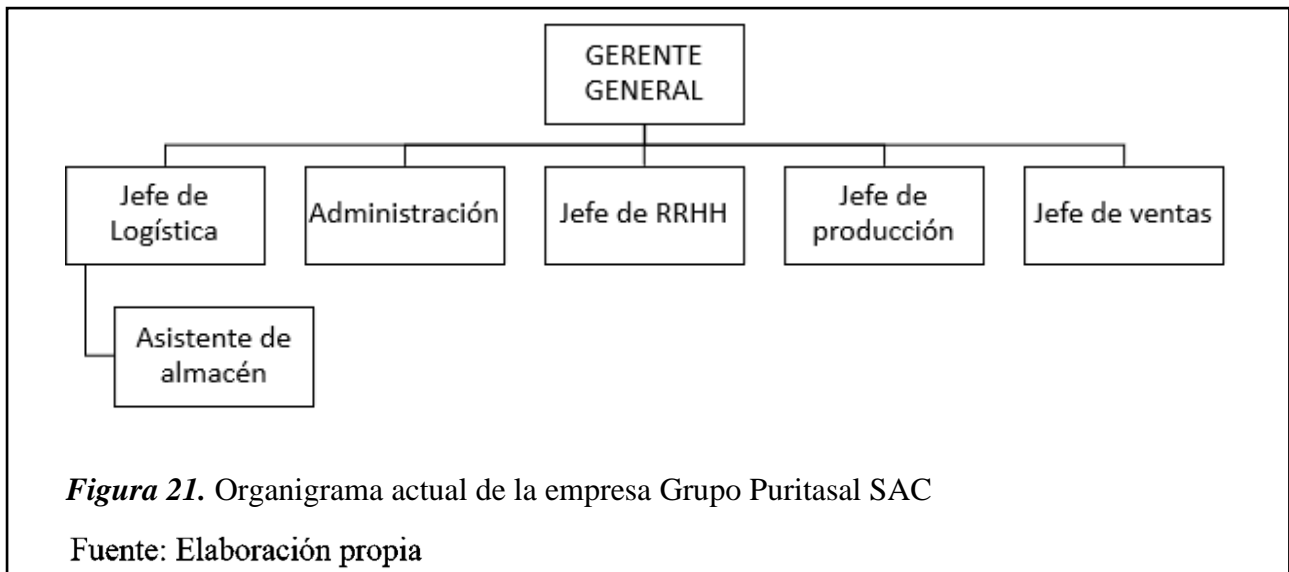 GERENTE
GENERAL
Jefe de
Logística
Administración
Jefe de RRHH
Jefe de
producción
Jefe de ventas
Asistente de
almacén
Figura 21. Organigrama actual de la empresa Grupo Puritasal SAC
Fuente: Elaboración propia